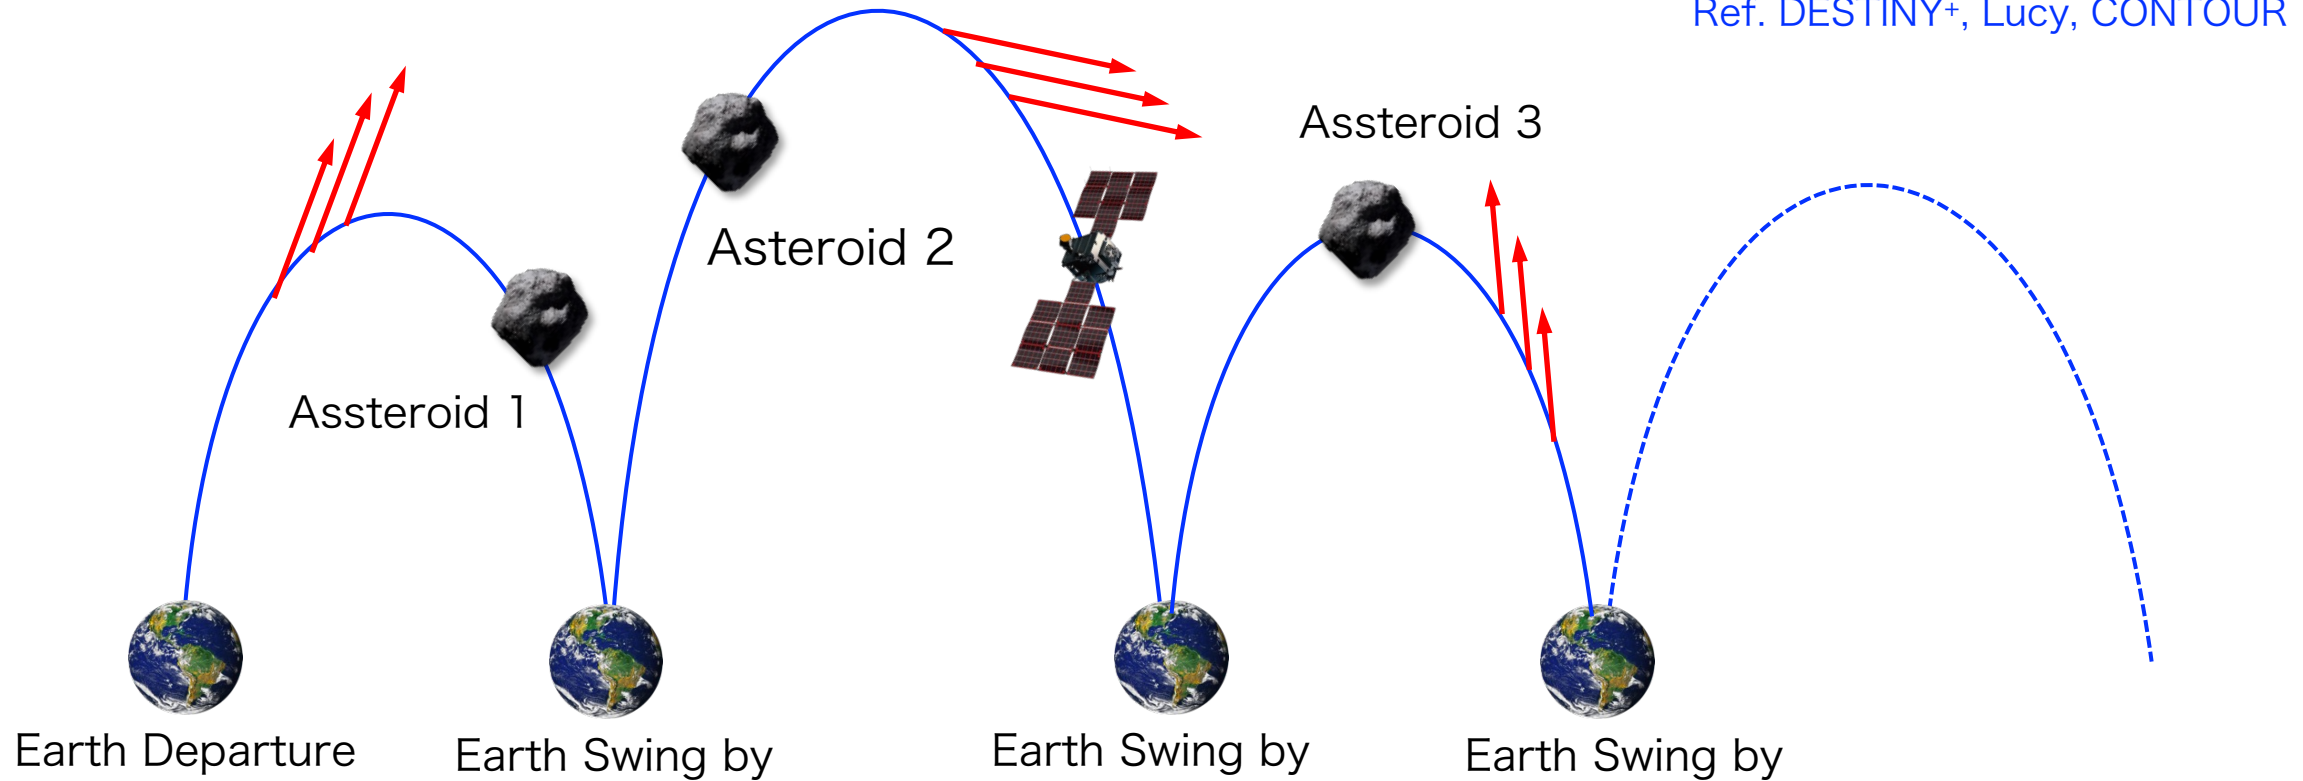 Ref. DESTINY+, Lucy, CONTOUR
Assteroid 3
Asteroid 2
Assteroid 1
Earth Departure
Earth Swing by
Earth Swing by
Earth Swing by